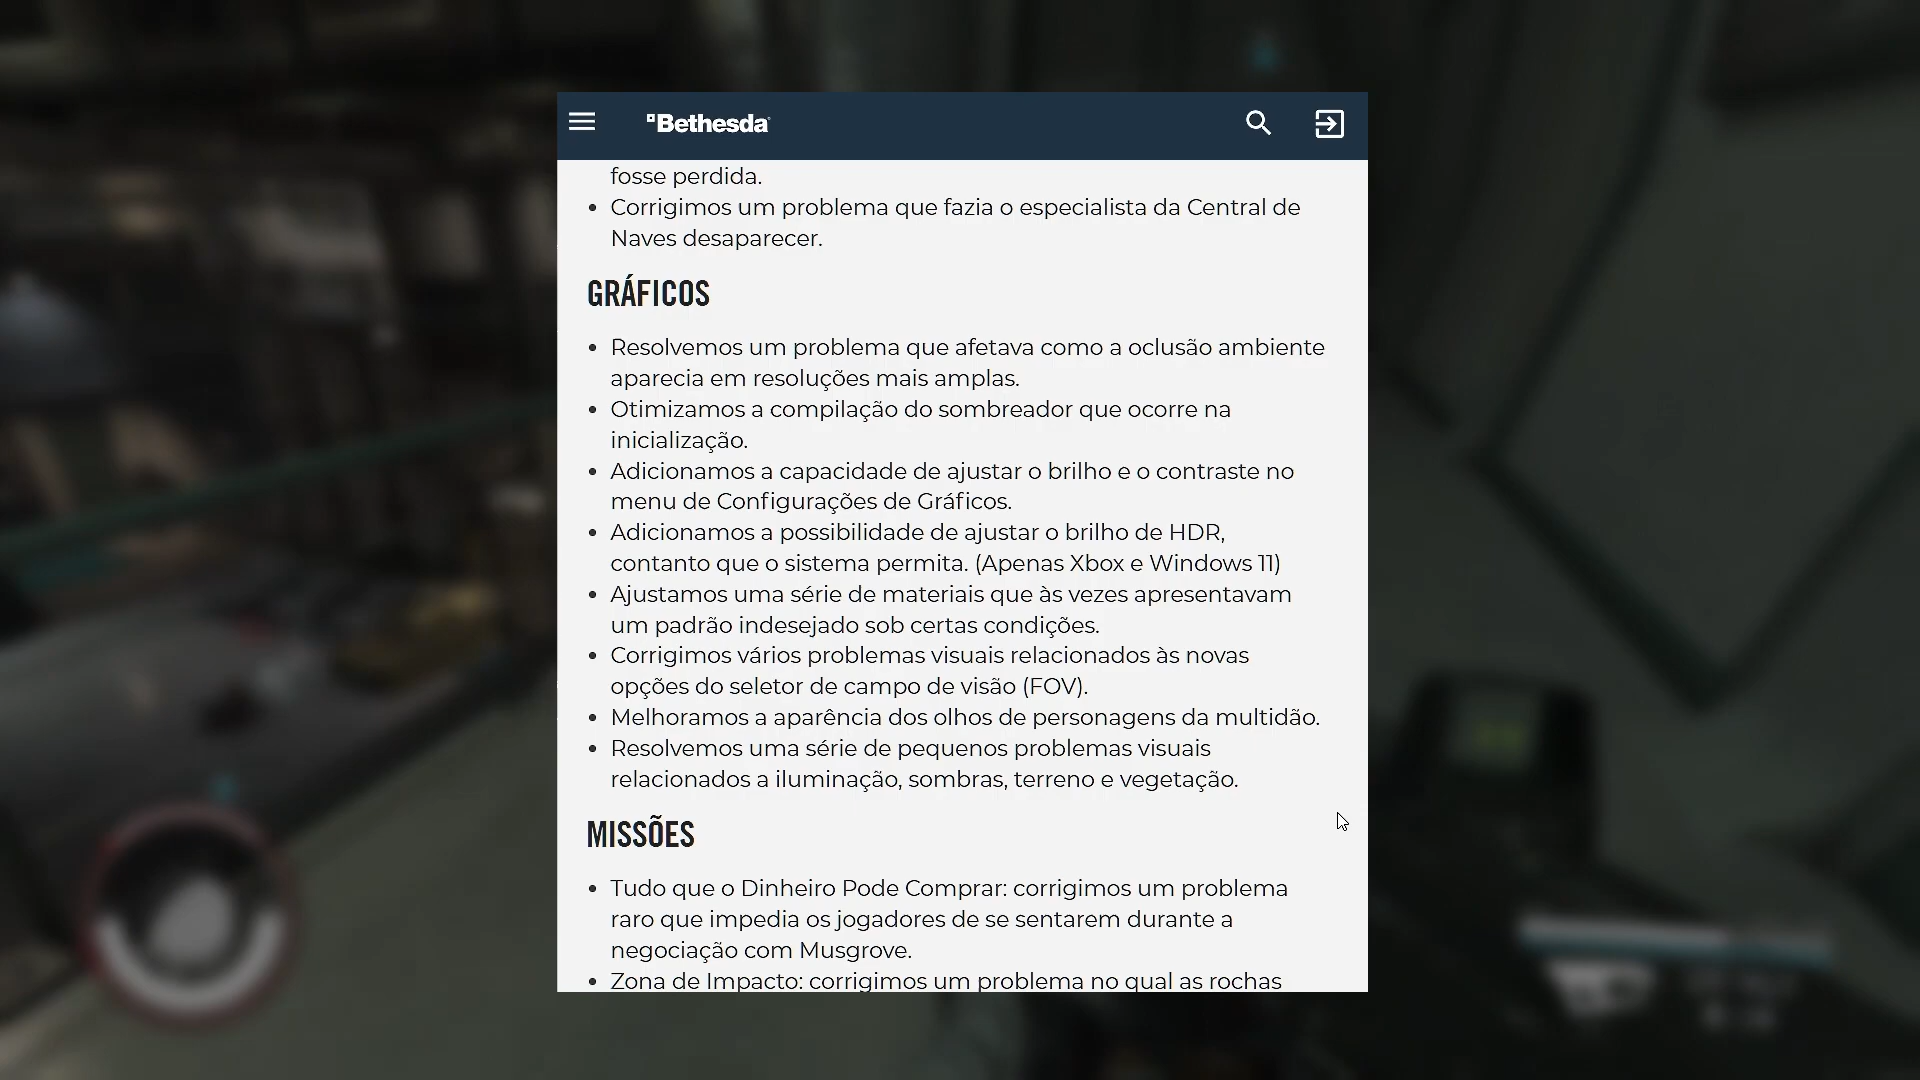 Bethesda
fosse perdida.
• Corrigimos um problema que fazia o especialista da Central de
Naves desaparecer.
GRÁFICOS
• Resolvemos um problema que afetava como a oclusão ambiente
aparecia em resoluções mais amplas.
• Otimizamos a compilação do sombreador que ocorre na
inicialização.
• Adicionamos a capacidade de ajustar o brilho e o contraste no
menu de Configurações de Gráficos.
• Adicionamos a possibilidade de ajustar o brilho de HDR,
contanto que o sistema permita. (Apenas Xbox e Windows 11)
• Ajustamos uma série de materiais que às vezes apresentavam
um padrão indesejado sob certas condições.
• Corrigimos vários problemas visuais relacionados às novas
opções do seletor de campo de visão (FOV).
• Melhoramos a aparência dos olhos de personagens da multidão.
• Resolvemos uma série de pequenos problemas visuais
relacionados a iluminação, sombras, terreno e vegetação.
MISSÕES
• Tudo que o Dinheiro Pode Comprar: corrigimos um problema
raro que impedia os jogadores de se sentarem durante a
negociação com Musgrove.
• Zona de Impacto: corrigimos um problema no qual as rochas